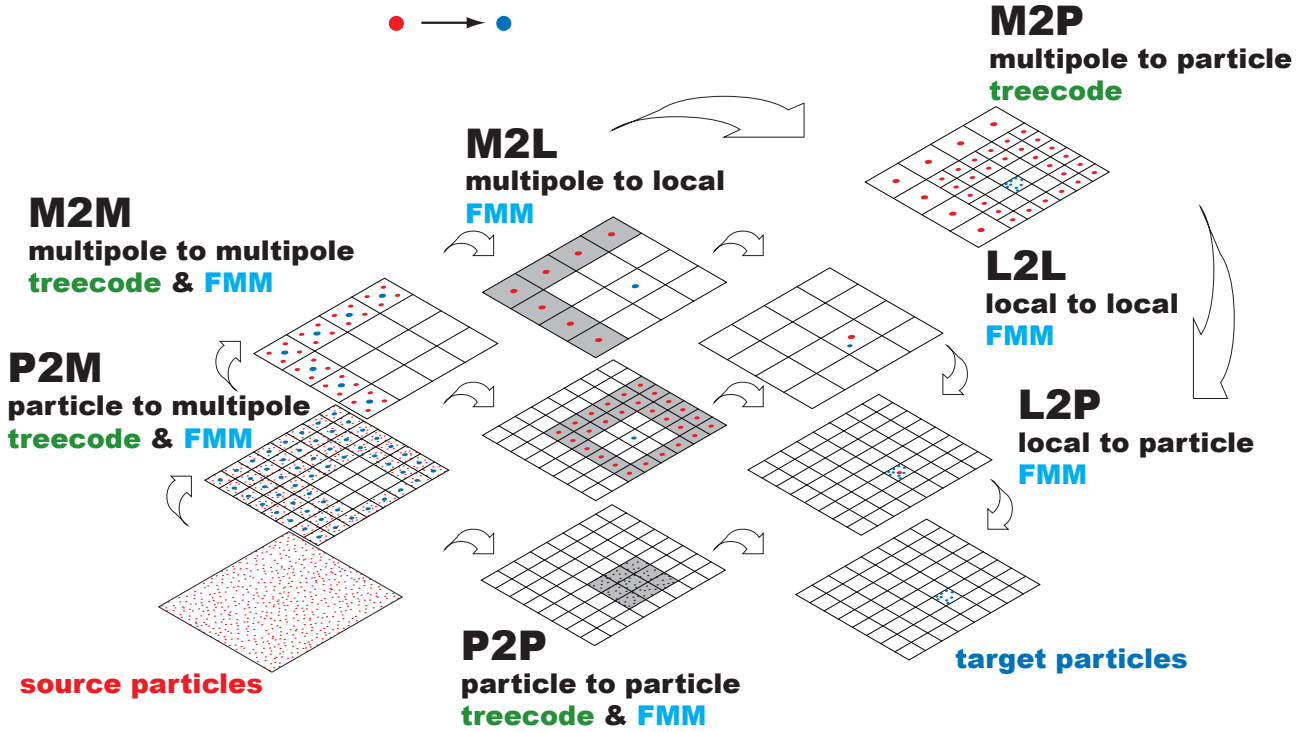 M2P
multipole to particle
treecode
M2L
multipole to local
FMM
M2M
multipole to multipole
treecode & FMM
L2L
local to local
FMM
P2M
particle to multipole
treecode & FMM
L2P
local to particle
FMM
source particles
P2P
particle to particle
treecode & FMM
target particles